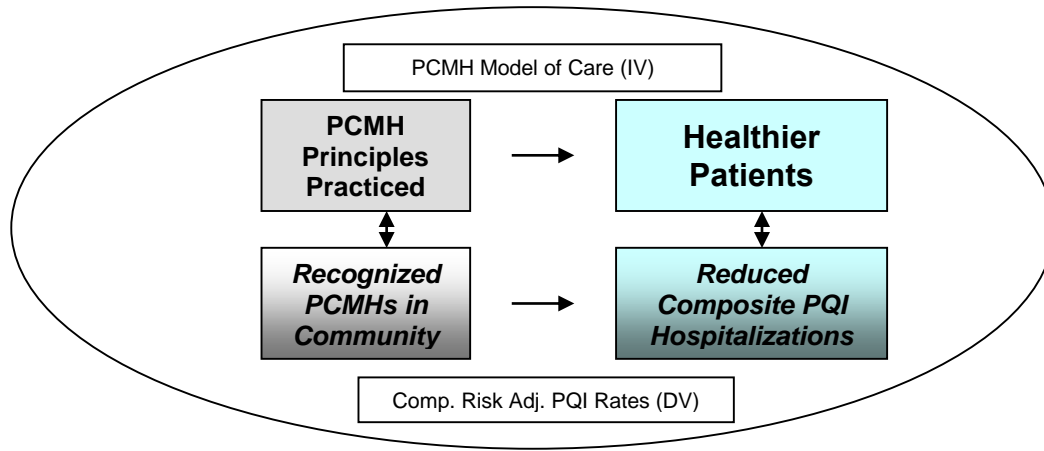 PCMH Model of Care (IV)
PCMH
Principles
Practiced
Healthier
Patients
Recognized
PCMHs in
Community
Reduced
Composite PQI
Hospitalizations
Comp. Risk Adj. PQI Rates (DV)